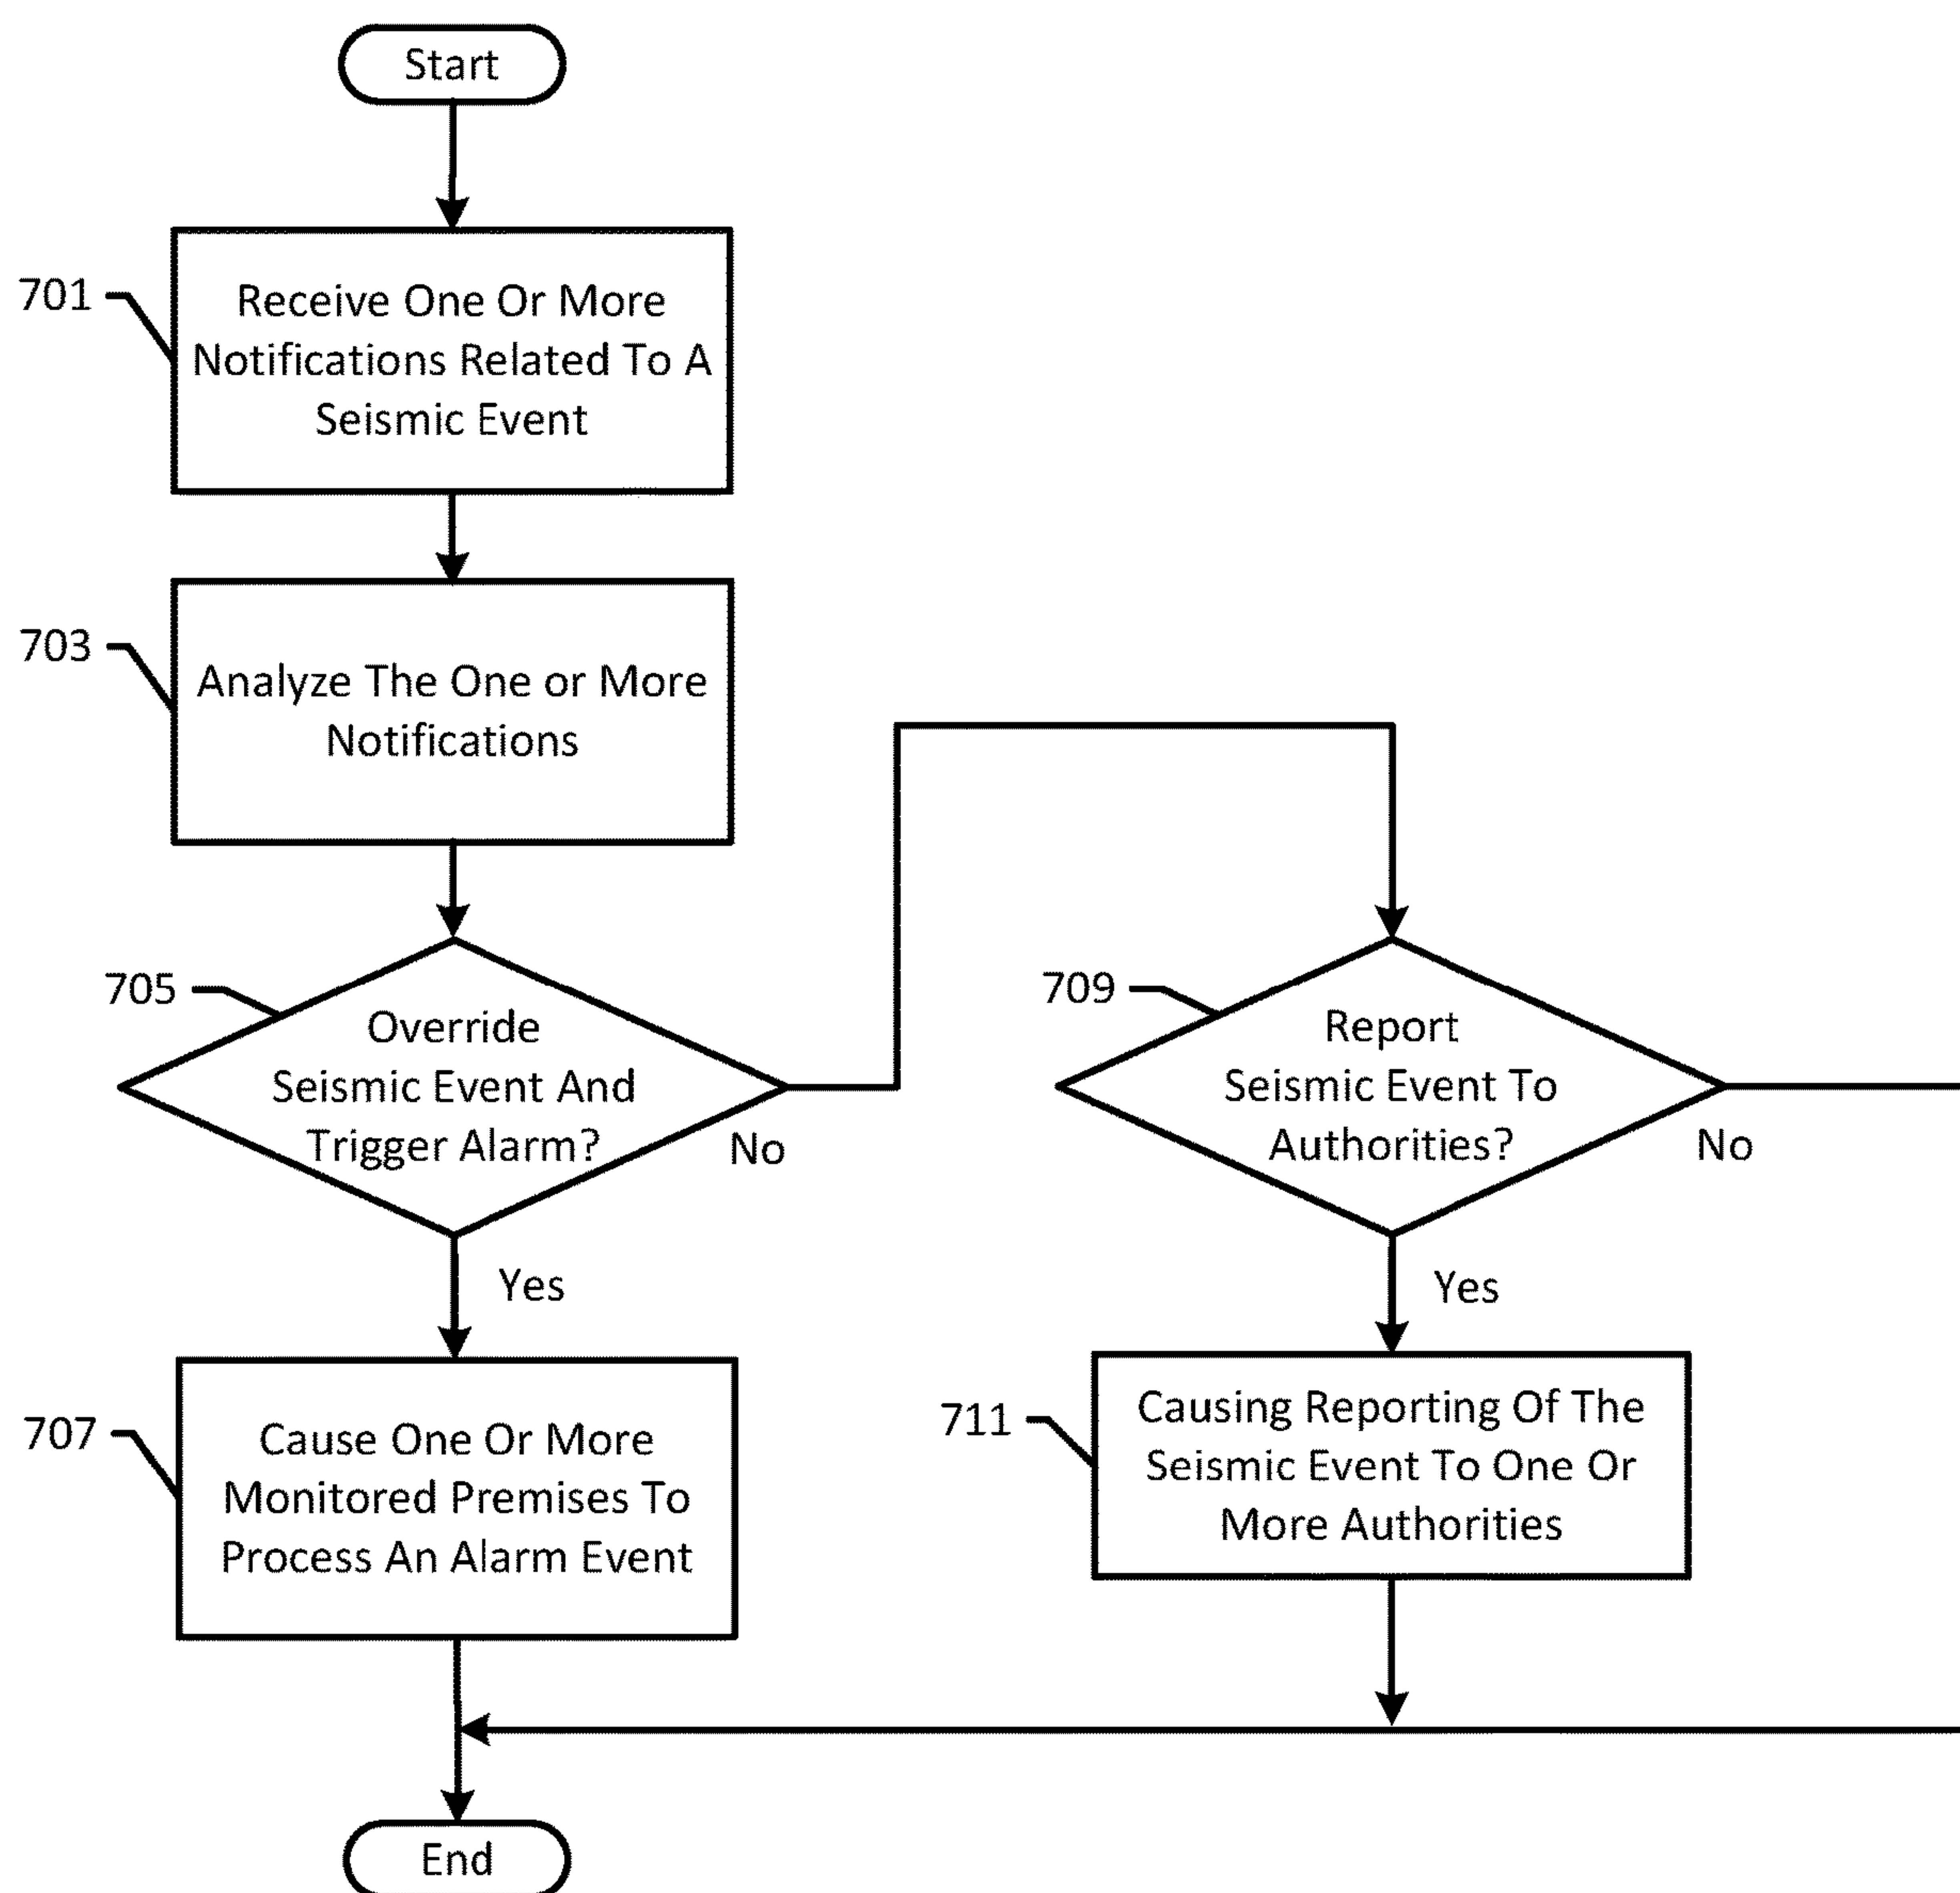 Start
701
Receive One Or More
Notifications Related To A
Seismic Event
703
Analyze The One or More
Notifications
705
Override
Seismic Event And
Trigger Alarm?
No
Yes
707
Cause One Or More
Monitored Premises To
Process An Alarm Event
709
Report
Seismic Event To
Authorities?
No
Yes
711
Causing Reporting Of The
Seismic Event To One Or
More Authorities
End